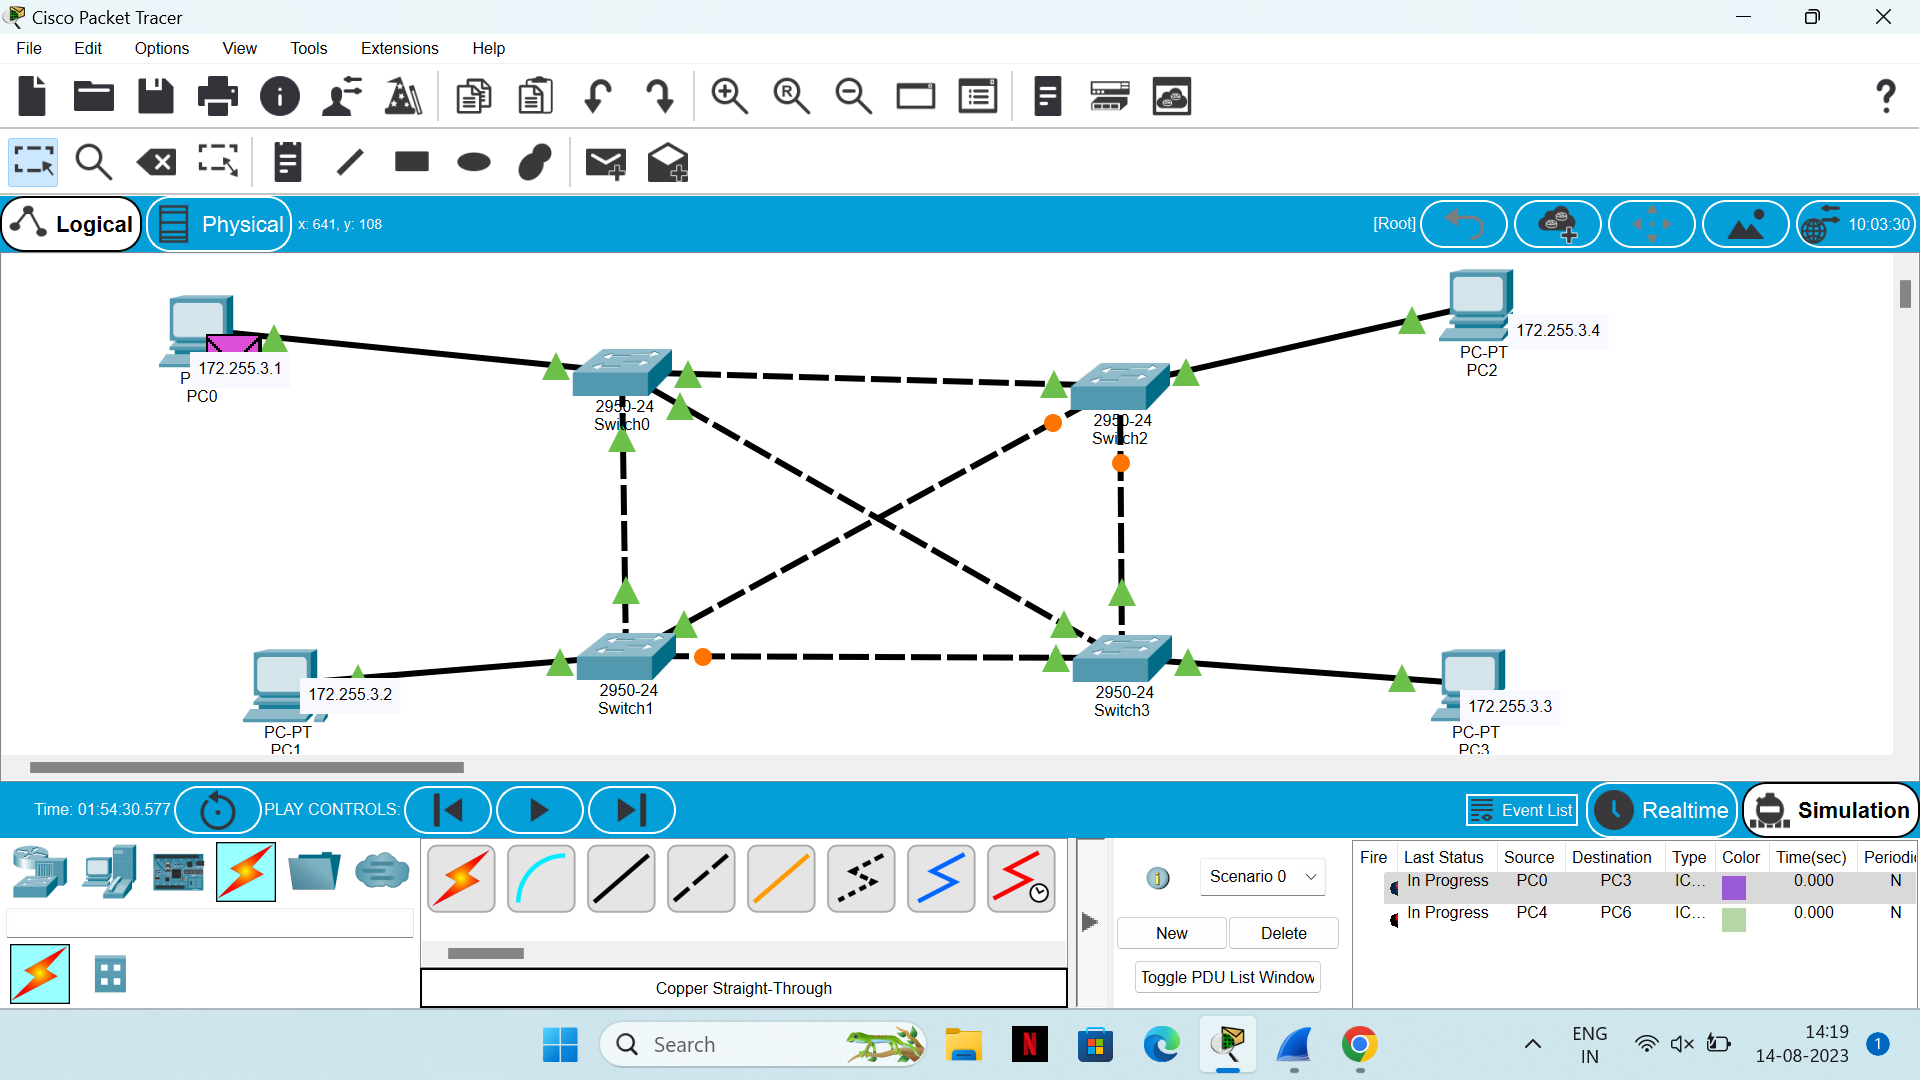 Cisco Packet Tracer
File Edit Options View Tools Extensions Help
Logical Physical x: 641, y: 108 [Root] 10:03:30
172.255.3.1
P
PC0
2950-24
Switch0
2950-24
Switch2
172.255.3.4
PC-PT
PC2
172.255.3.2
PC-PT
PC1
2950-24
Switch1
2950-24
Switch3
172.255.3.3
PC-PT
PC3
Time: 01:54:30.577 PLAY CONTROLS: Event List Realtime Simulation
Scenario 0
New Delete
Toggle PDU List Window
Fire Last Status Source Destination Type Color Time(sec) Periodic
In Progress PC0 PC3 IC... 0.000 N
In Progress PC4 PC6 IC... 0.000 N
Copper Straight-Through
Search
N
ENG
IN
14:19
14-08-2023
1